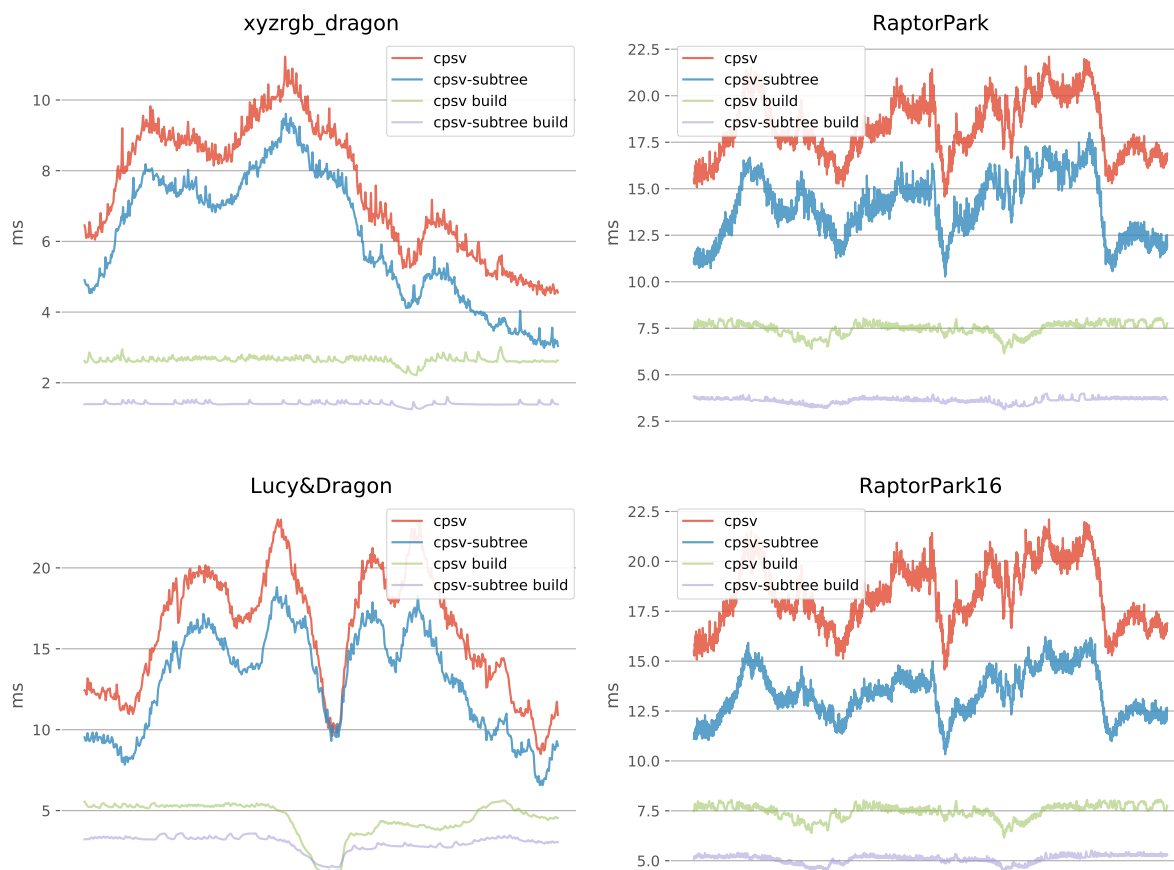 xyzrgb_dragon
cpsv
cpsv-subtree
cpsv build
cpsv-subtree build
10
8
6
4
2
ms
RaptorPark
cpsv
cpsv-subtree
cpsv build
cpsv-subtree build
22.5
20.0
17.5
15.0
12.5
10.0
7.5
5.0
2.5
ms
Lucy&Dragon
cpsv
cpsv-subtree
cpsv build
cpsv-subtree build
20
15
10
5
ms
RaptorPark16
cpsv
cpsv-subtree
cpsv build
cpsv-subtree build
22.5
20.0
17.5
15.0
12.5
10.0
7.5
5.0
ms